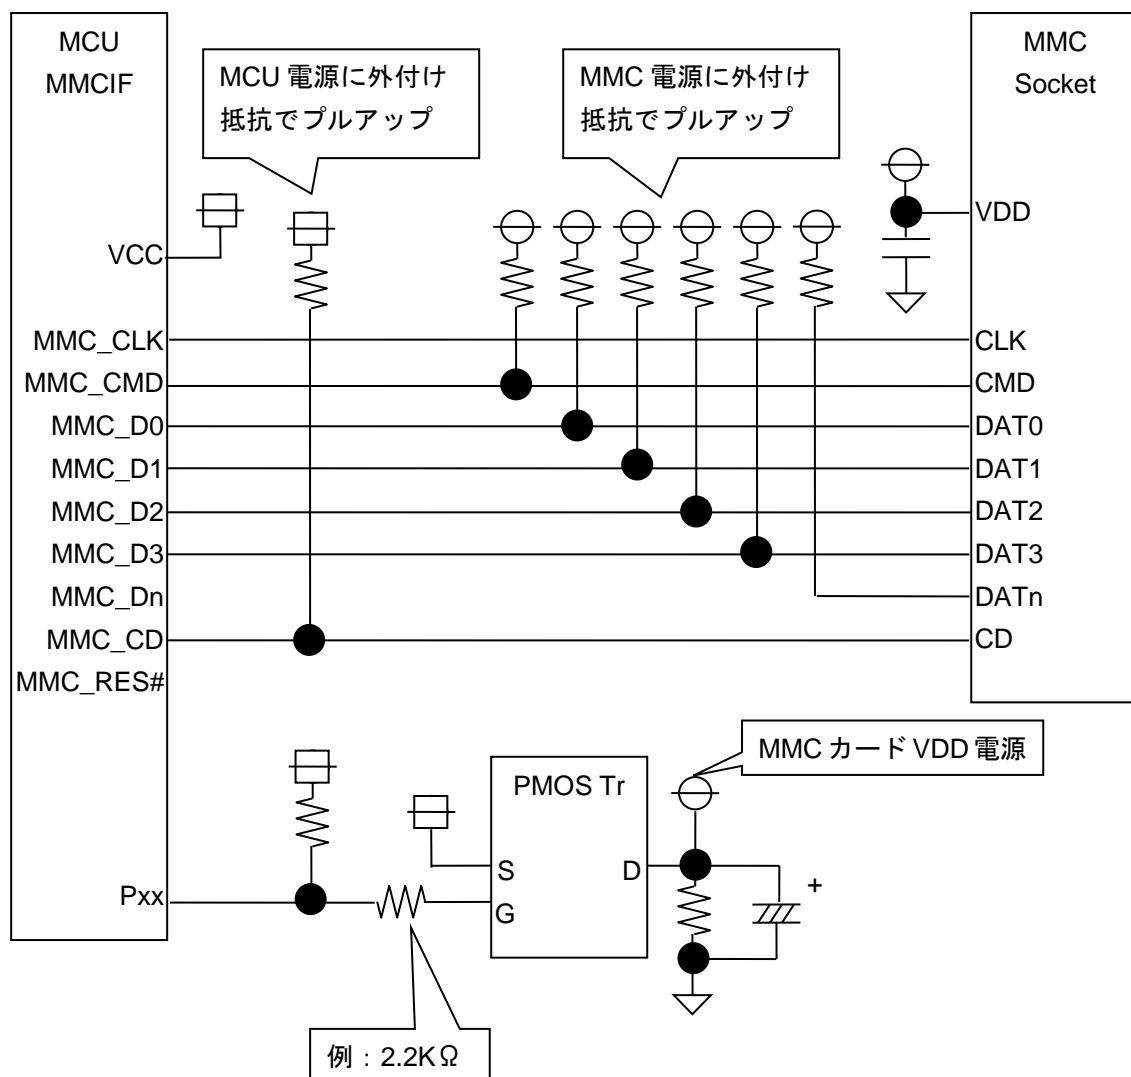 MCU
MMCIF
MCU 電源に外付け
抵抗でプルアップ
MMC 電源に外付け
抵抗でプルアップ
MMC
Socket
VCC
VDD
MMC_CLK
CLK
MMC_CMD
CMD
MMC_D0
DAT0
MMC_D1
DAT1
MMC_D2
DAT2
MMC_D3
DAT3
MMC_Dn
DATn
MMC_CD
CD
MMC_RES#
MMC カード VDD 電源
PMOS Tr
S
D
G
+
Pxx
例：2.2KΩ